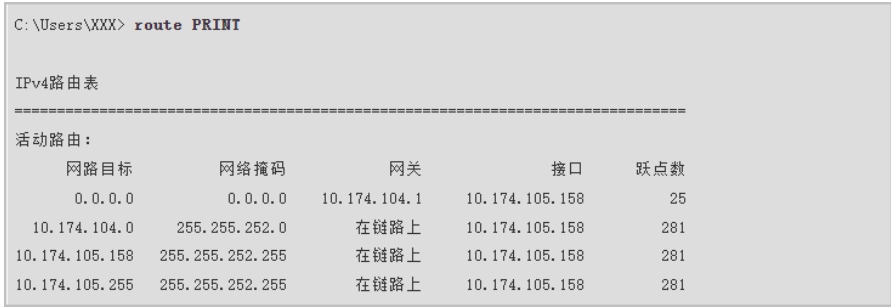 C:\Users\XXX> route PRINT
IPv4路由表
===============================================================================
活动路由：
网路目标 网络掩码 网关 接口 跃点数
0.0.0.0 0.0.0.0 10.174.104.1 10.174.105.158 25
10.174.104.0 255.255.252.0 在链路上 10.174.105.158 281
10.174.105.158 255.255.252.255 在链路上 10.174.105.158 281
10.174.105.255 255.255.252.255 在链路上 10.174.105.158 281